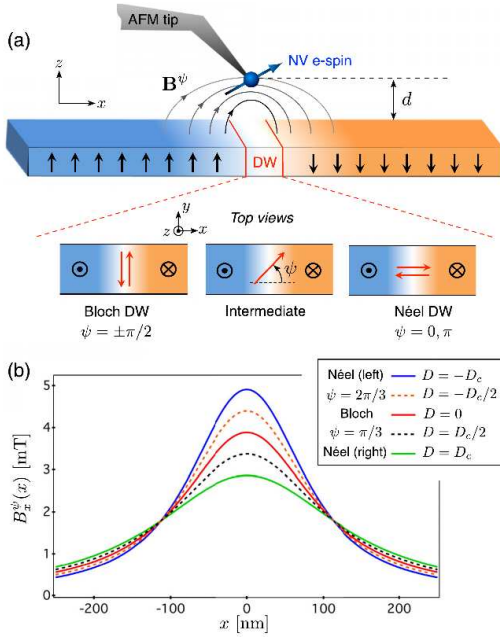 (a)
AFM tip
NV e-spin
B^ψ
z
x
d
DW
y
z
x
Top views
ψ
Bloch DW
ψ = ±π/2
Intermediate
Néel DW
ψ = 0, π
(b)
Néel (left) D = −D_c
ψ = 2π/3 D = −D_c/2
Bloch D = 0
ψ = π/3 D = D_c/2
Néel (right) D = D_c
B_x^ψ(x) [mT]
5
4
3
2
1
0
-200 -100 0 100 200
x [nm]